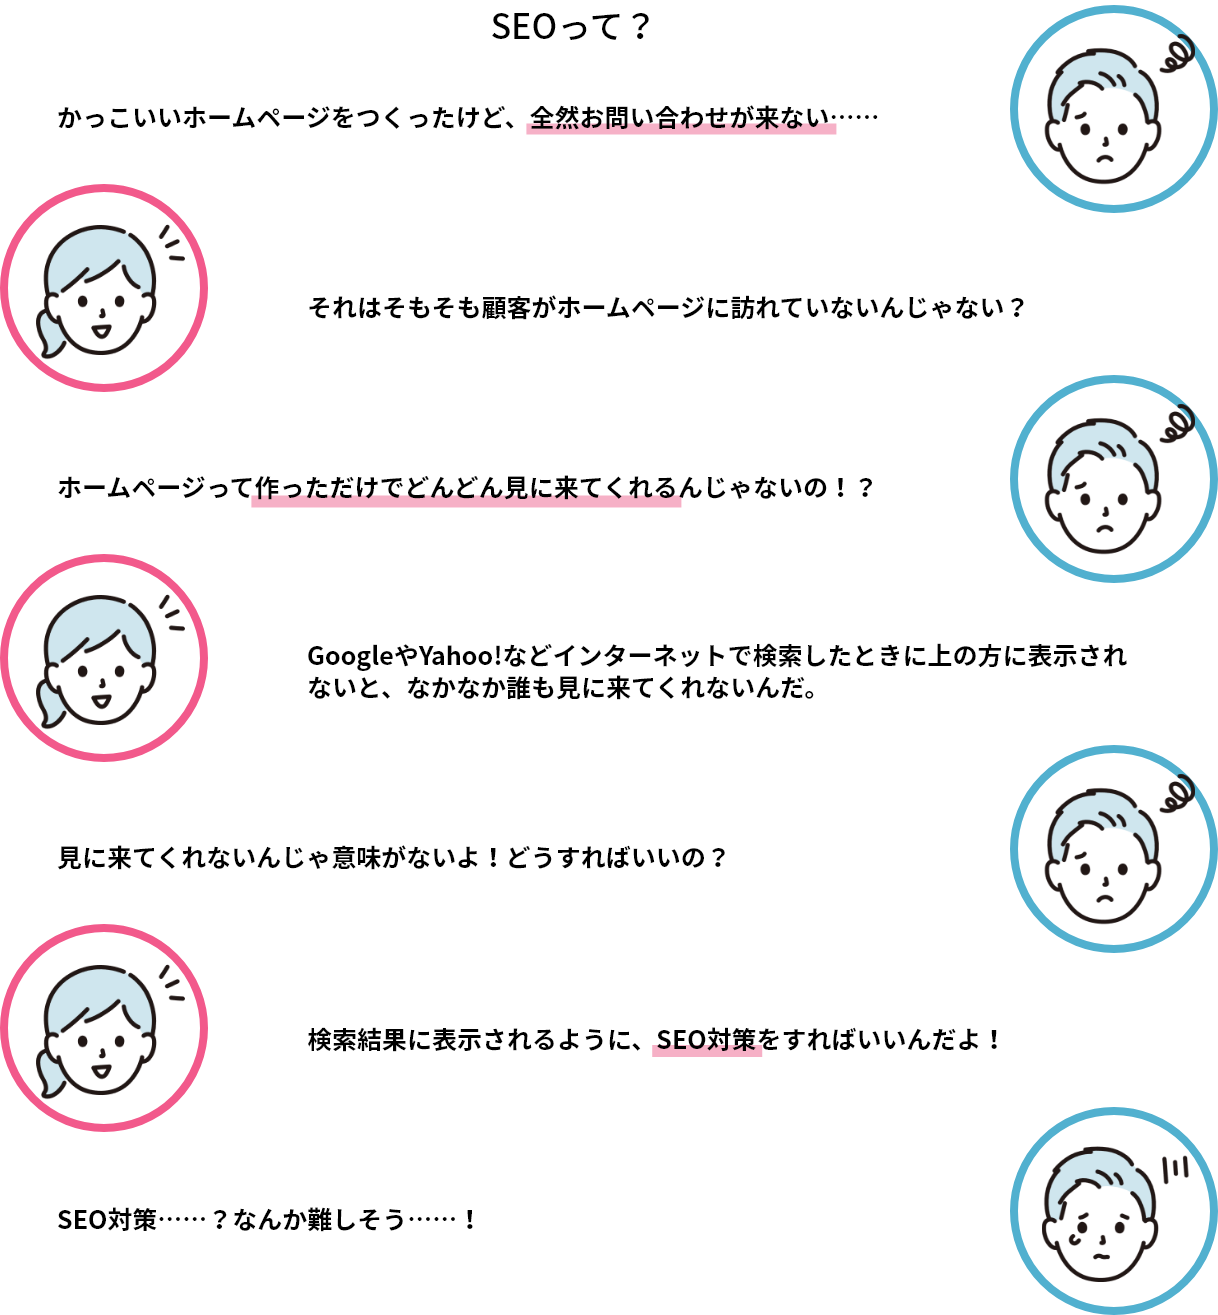 SEOって？
かっこいいホームページをつくったけど、全然お問い合わせが来ない……
それはそもそも顧客がホームページに訪れていないんじゃない？
ホームページって作っただけでどんどん見に来てくれるんじゃないの！？
GoogleやYahoo!などインターネットで検索したときに上の方に表示され
ないと、なかなか誰も見に来てくれないんだ。
見に来てくれないんじゃ意味がないよ！どうすればいいの？
検索結果に表示されるように、SEO対策をすればいいんだよ！
SEO対策……？なんか難しそう……！